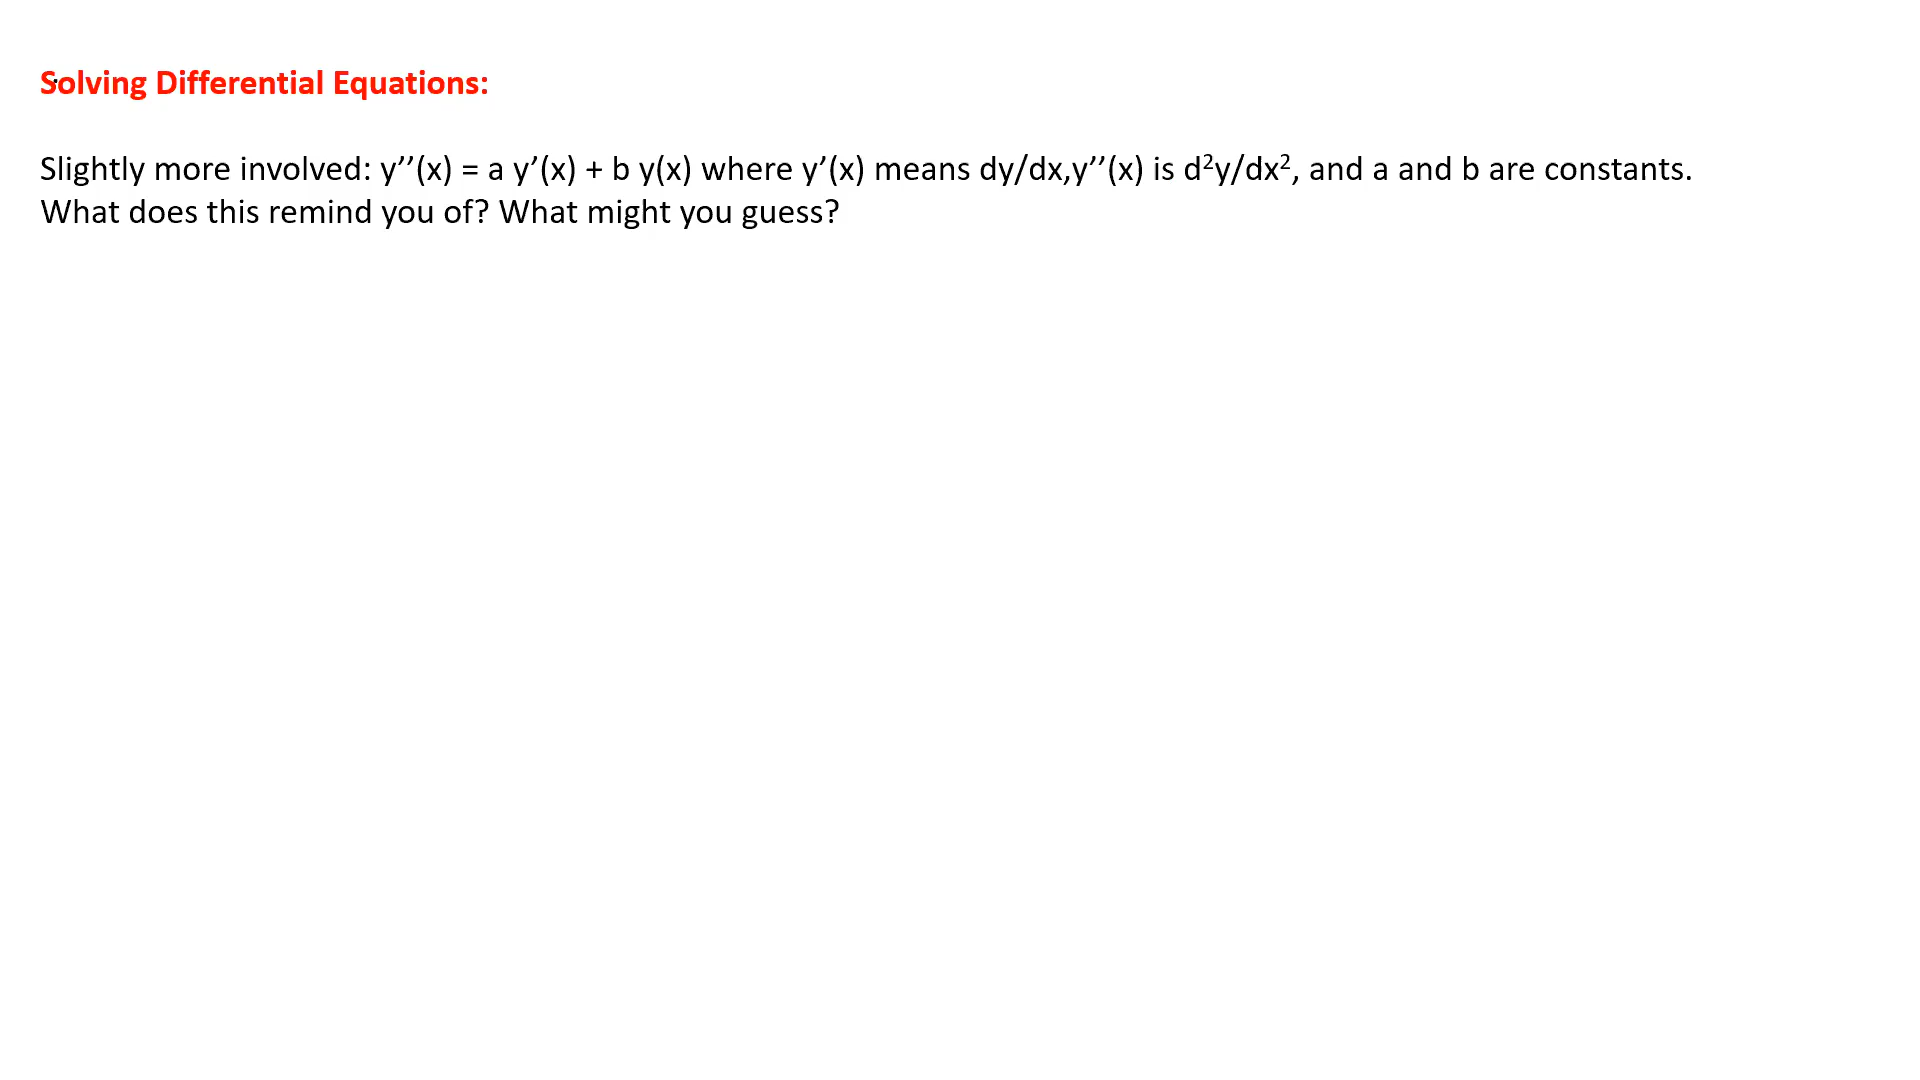 Solving Differential Equations:
Slightly more involved: y’’(x) = a y’(x) + b y(x) where y’(x) means dy/dx,y’’(x) is d²y/dx², and a and b are constants.
What does this remind you of? What might you guess?